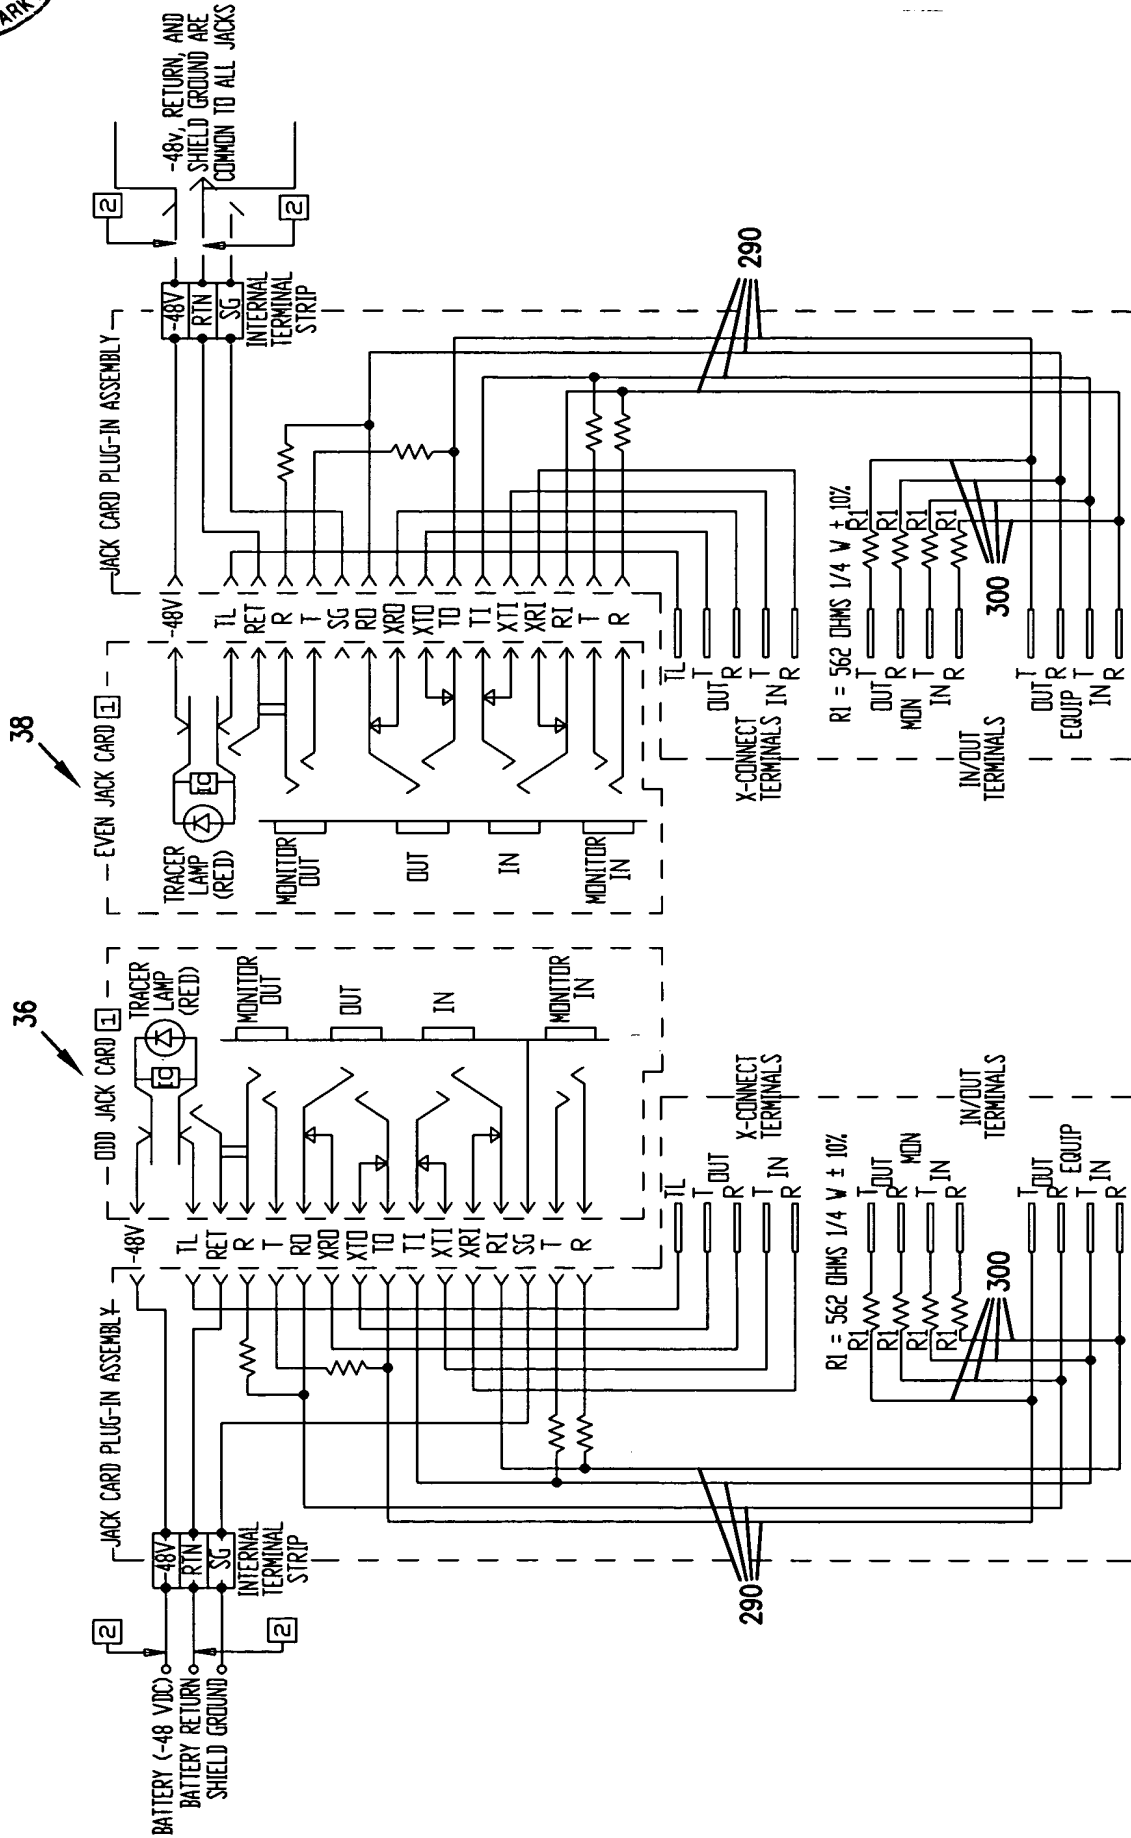 ARK
36
38
BATTERY (-48 VDC)
BATTERY RETURN
SHIELD GROUND
2
2
-48V
RTN
SG
INTERNAL
TERMINAL
STRIP
JACK CARD PLUG-IN ASSEMBLY
-48V
TL
RET
R
T
RO
XRO
XTO
TO
TI
XTI
XRI
RI
SG
T
R
ODD JACK CARD 1
TRACER
LAMP
(RED)
MONITOR
OUT
OUT
IN
MONITOR
IN
EVEN JACK CARD 1
TRACER
LAMP
(RED)
MONITOR
OUT
OUT
IN
MONITOR
IN
-48V
TL
RET
R
T
SG
RO
XRO
XTO
TO
TI
XTI
XRI
RI
T
R
JACK CARD PLUG-IN ASSEMBLY
-48V
RTN
SG
INTERNAL
TERMINAL
STRIP
2
2
-48v, RETURN, AND
SHIELD GROUND ARE
COMMON TO ALL JACKS
290
TL
T
OUT
R
T
IN
R
X-CONNECT
TERMINALS
R1 = 562 OHMS 1/4 W ± 10%
R1
R1
R1
R1
T
OUT
R
MON
T
IN
R
300
IN/OUT
TERMINALS
T
OUT
R
EQUIP
T
IN
R
290
TL
T
OUT
R
T
IN
R
X-CONNECT
TERMINALS
R1 = 562 OHMS 1/4 W ± 10%
R1
R1
R1
R1
T
OUT
R
MON
T
IN
R
300
IN/OUT
TERMINALS
T
OUT
R
EQUIP
T
IN
R